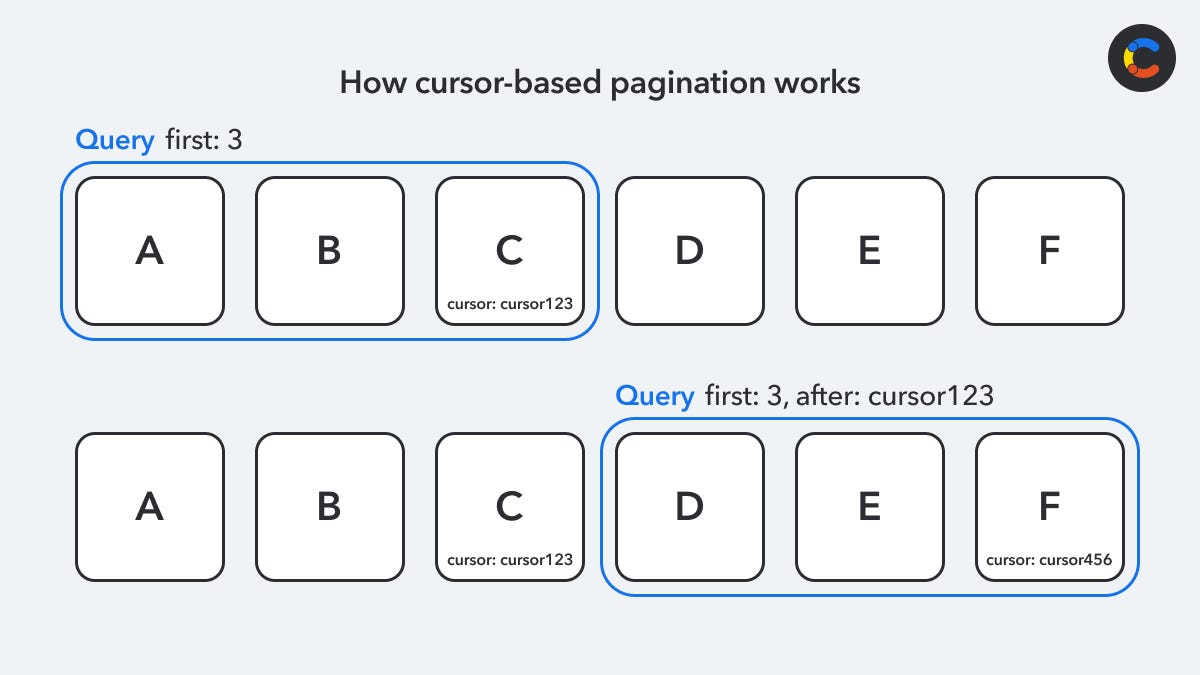 How cursor-based pagination works
Query first: 3
A B C D E F
cursor: cursor123
Query first: 3, after: cursor123
A B C D E F
cursor: cursor123 cursor: cursor456